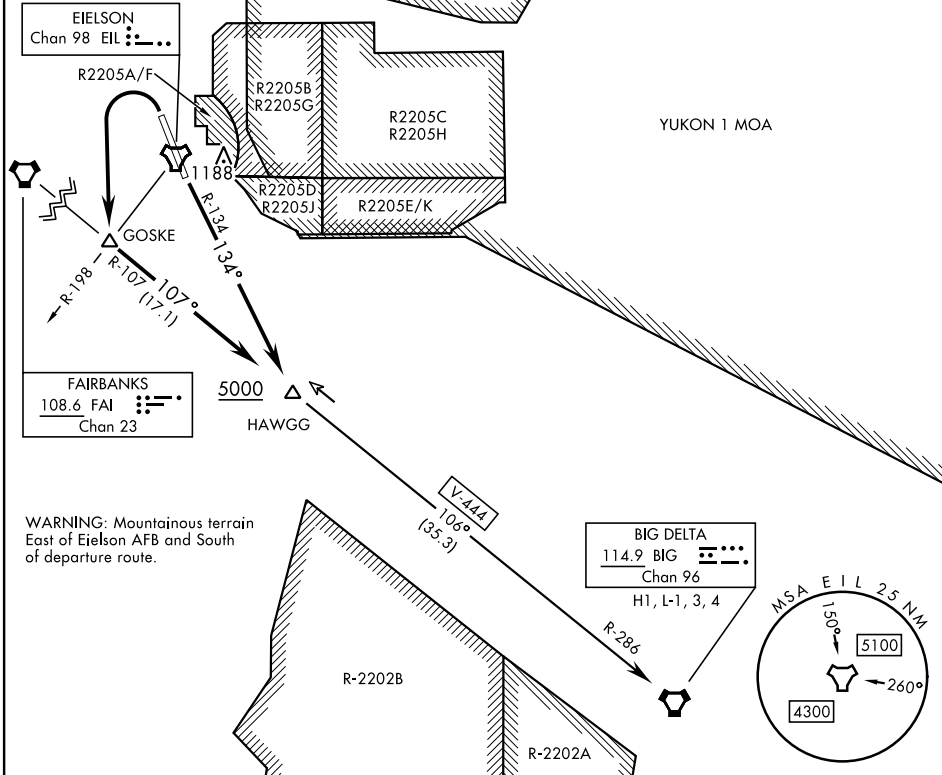 EIELSON
Chan 98 EIL
R2205A/F
R2205B
R2205G
R2205C
R2205H
YUKON 1 MOA
1188
R2205D
R2205J
R2205E/K
GOSKE
R-134
134°
R-198
R-107
(17.1)
107°
FAIRBANKS
108.6 FAI
Chan 23
5000
HAWGG
V-444
106°
(35.3)
WARNING: Mountainous terrain
East of Eielson AFB and South
of departure route.
BIG DELTA
114.9 BIG
Chan 96
H1, L-1, 3, 4
R-286
R-2202B
R-2202A
MSA EIL 25 NM
150°
5100
260°
4300